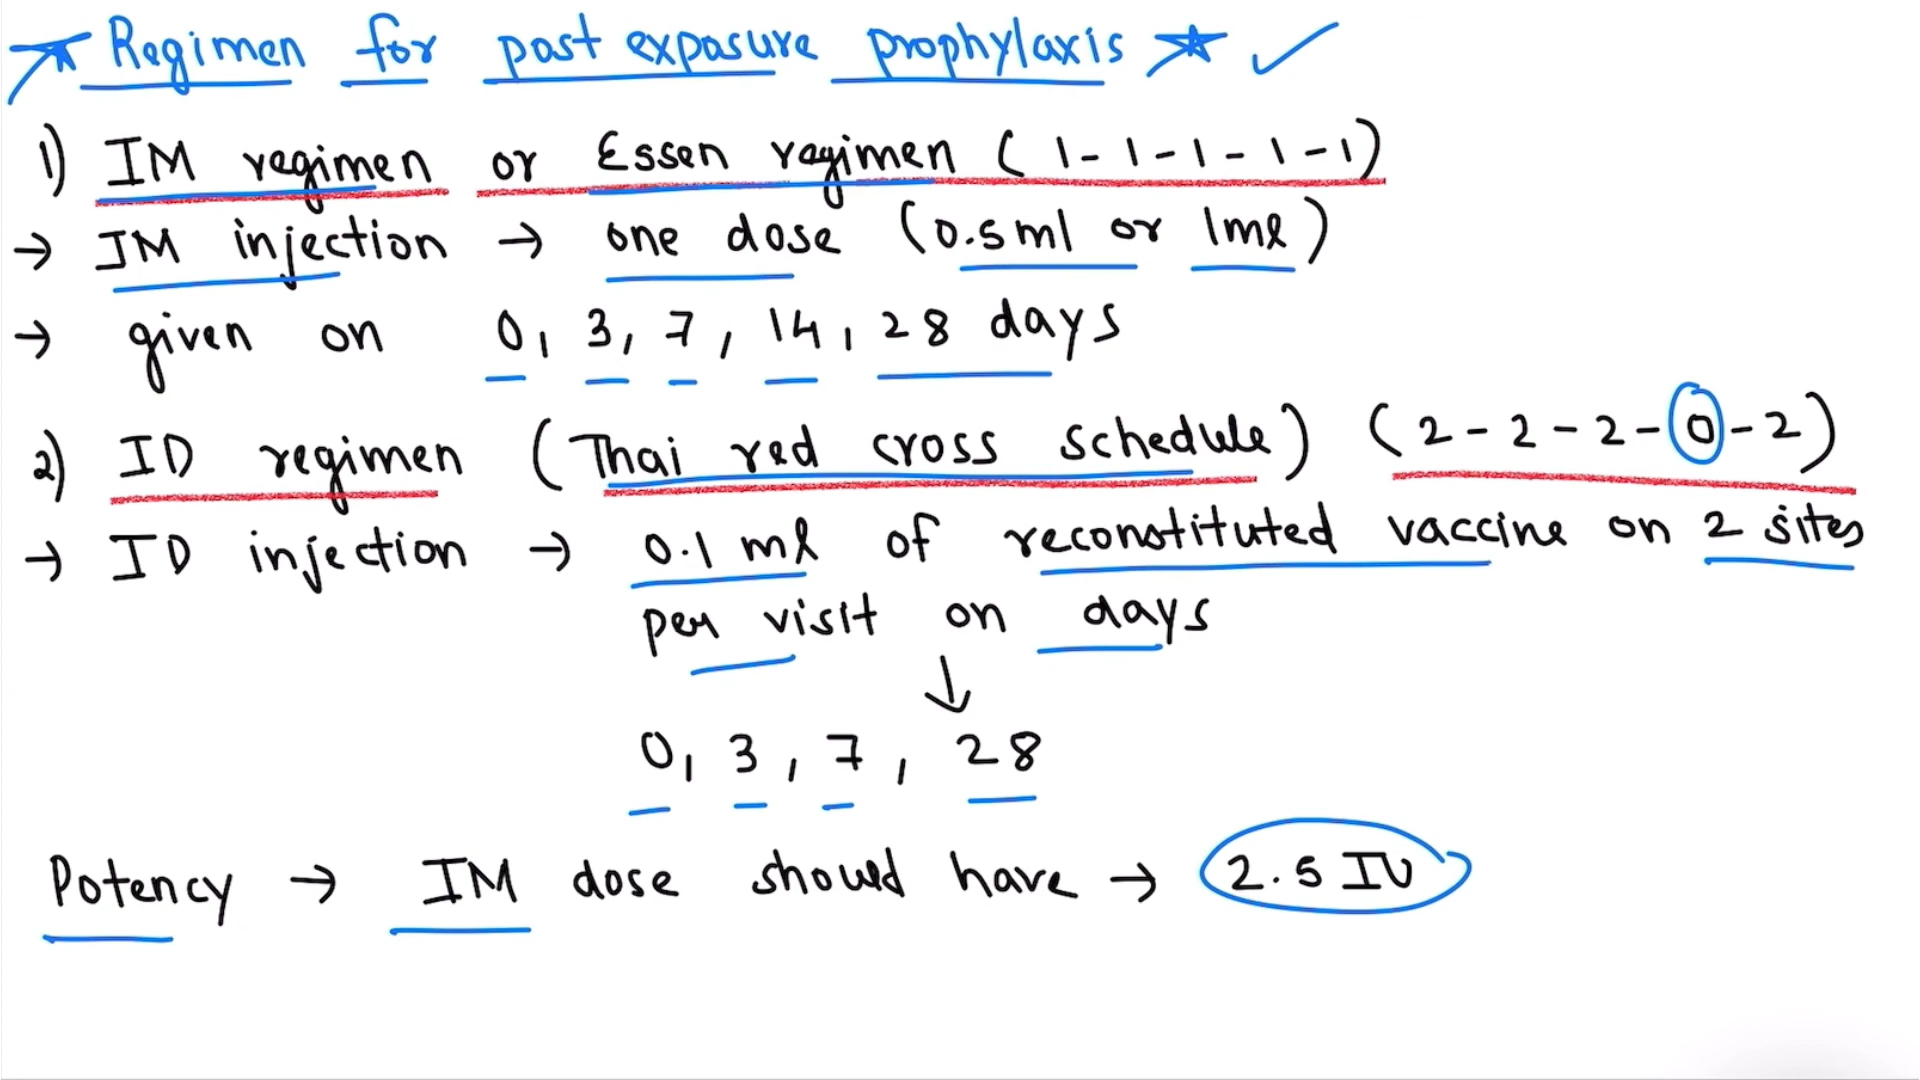 Regimen for post exposure prophylaxis
1) IM regimen or Essen regimen (1-1-1-1-1)
→ IM injection → one dose (0.5ml or 1ml)
→ given on 0, 3, 7, 14, 28 days
2) ID regimen (Thai red cross schedule) (2-2-2-0-2)
→ ID injection → 0.1 ml of reconstituted vaccine on 2 sites
per visit on days
↓
0, 3, 7, 28
Potency → IM dose should have → 2.5 IU